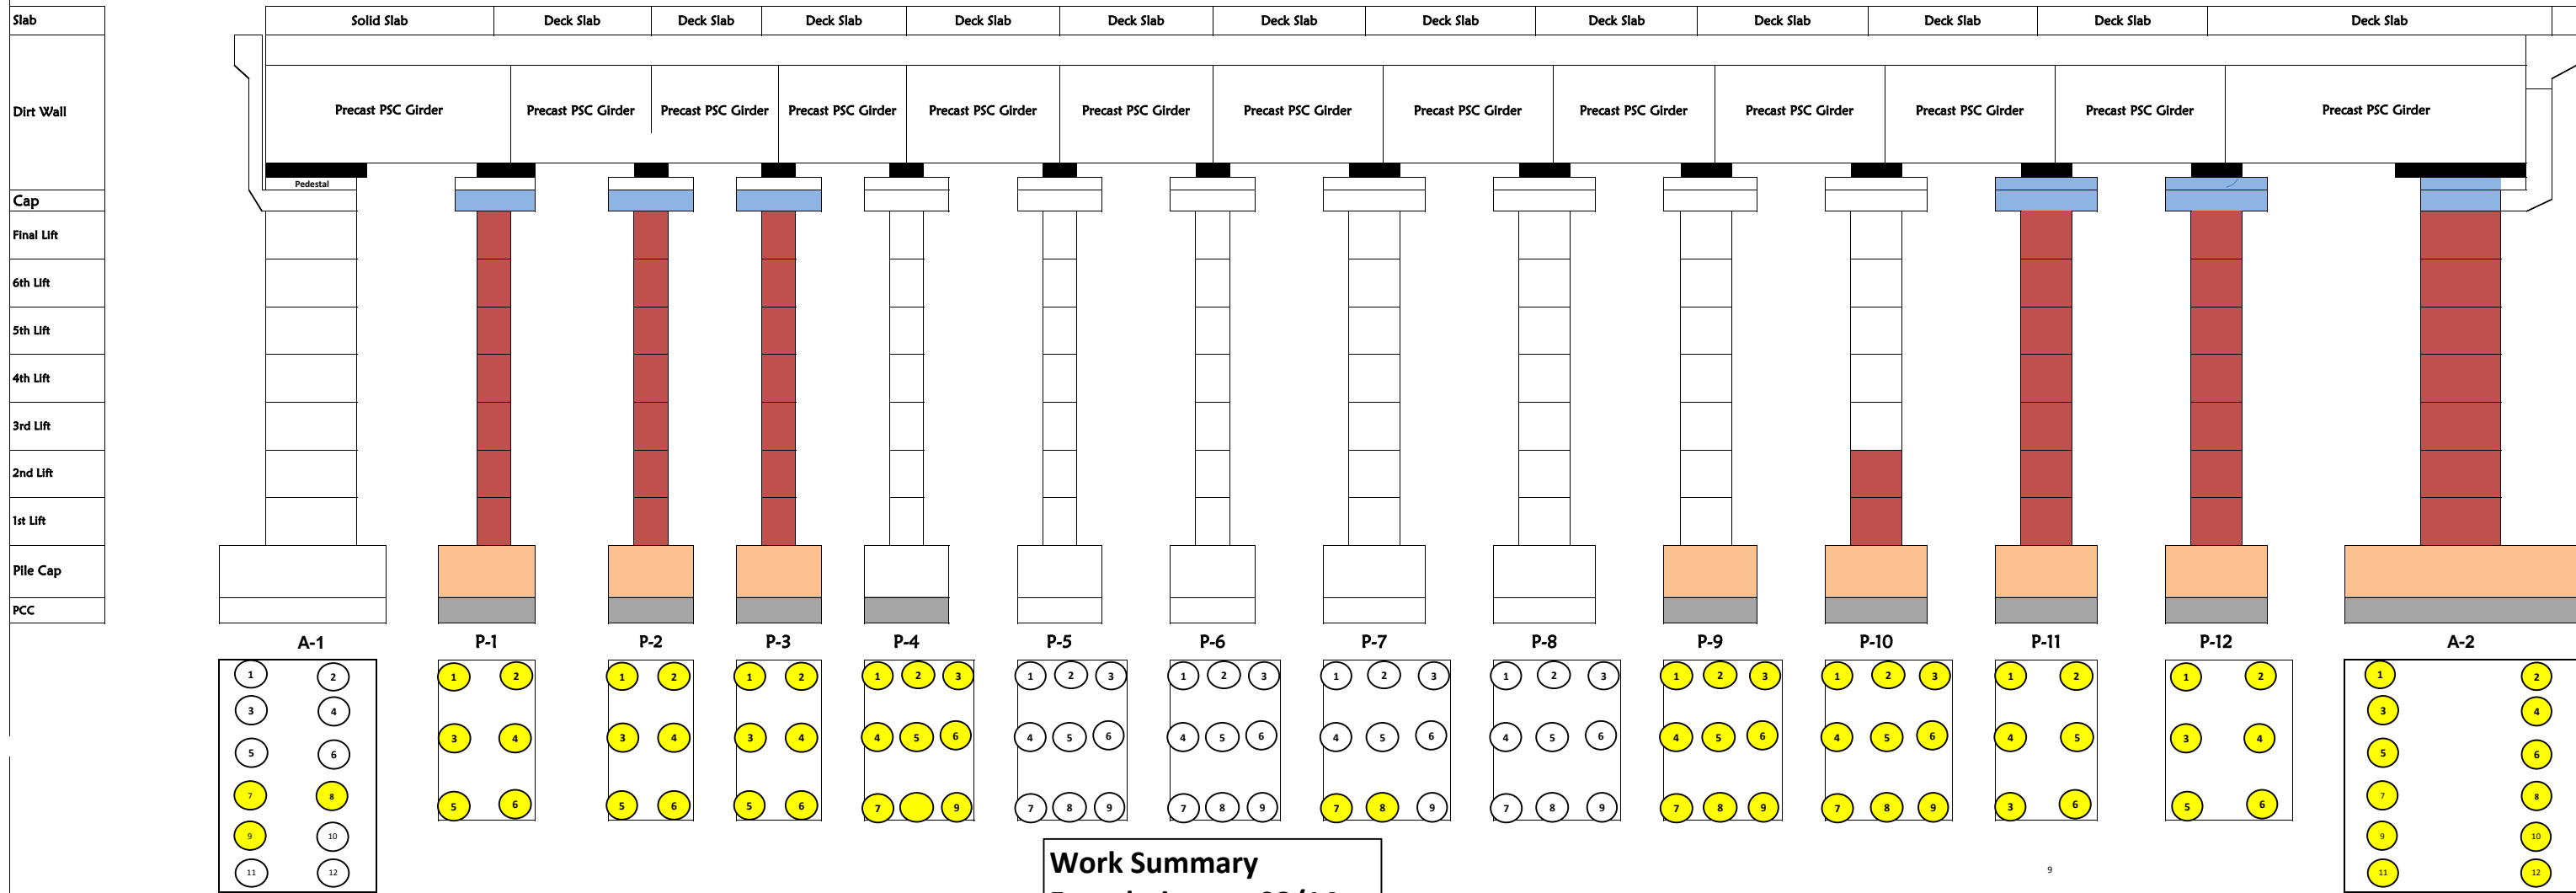 Slab Solid Slab Deck Slab Deck Slab Deck Slab Deck Slab Deck Slab Deck Slab Deck Slab Deck Slab Deck Slab Deck Slab Deck Slab Deck Slab
Dirt Wall Precast PSC Girder Precast PSC Girder Precast PSC Girder Precast PSC Girder Precast PSC Girder Precast PSC Girder Precast PSC Girder Precast PSC Girder Precast PSC Girder Precast PSC Girder Precast PSC Girder Precast PSC Girder Precast PSC Girder
Pedestal
Cap
Final Lift
6th Lift
5th Lift
4th Lift
3rd Lift
2nd Lift
1st Lift
Pile Cap
PCC
A-1 P-1 P-2 P-3 P-4 P-5 P-6 P-7 P-8 P-9 P-10 P-11 P-12 A-2
1 2 1 2 1 2 1 2 1 2 3 1 2 3 1 2 3 1 2 3 1 2 3 1 2 3 1 2 3 1 2 1 2 1 2
3 4 3 4
3 4 3 4 3 4 4 5 6 4 5 6 4 5 6 4 5 6 4 5 6 4 5 6 4 5 6 4 5 3 4
5 6 5 6
7 8 7 8
5 6 5 6 5 6 7 9 7 8 9 7 8 9 7 8 9 7 8 9 7 8 9 7 8 9 3 6 5 6
9 10 9 10
11 12 9 11 12
Work Summary